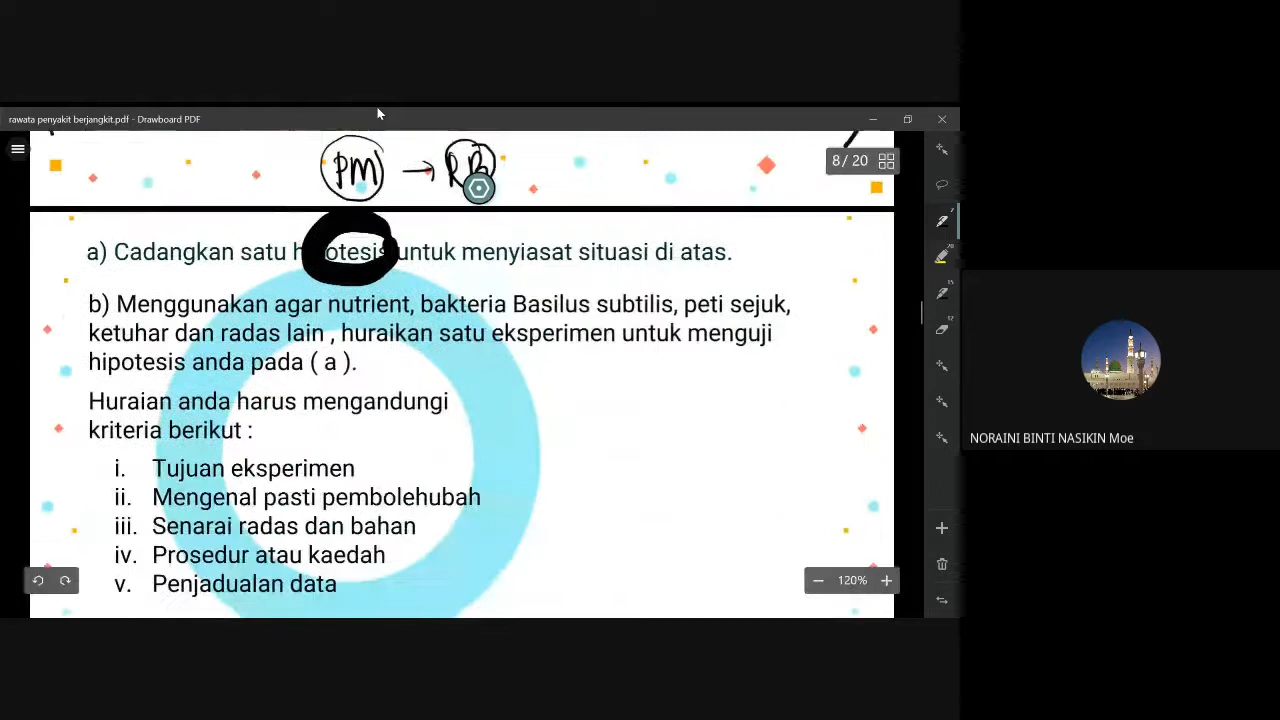 rawata penyakit berjangkit.pdf - Drawboard PDF
PM → RB
8 / 20
a) Cadangkan satu hipotesis untuk menyiasat situasi di atas.
b) Menggunakan agar nutrient, bakteria Basilus subtilis, peti sejuk,
ketuhar dan radas lain , huraikan satu eksperimen untuk menguji
hipotesis anda pada ( a ).
Huraian anda harus mengandungi
kriteria berikut :
i. Tujuan eksperimen
ii. Mengenal pasti pembolehubah
iii. Senarai radas dan bahan
iv. Prosedur atau kaedah
v. Penjadualan data
120%
NORAINI BINTI NASIKIN Moe